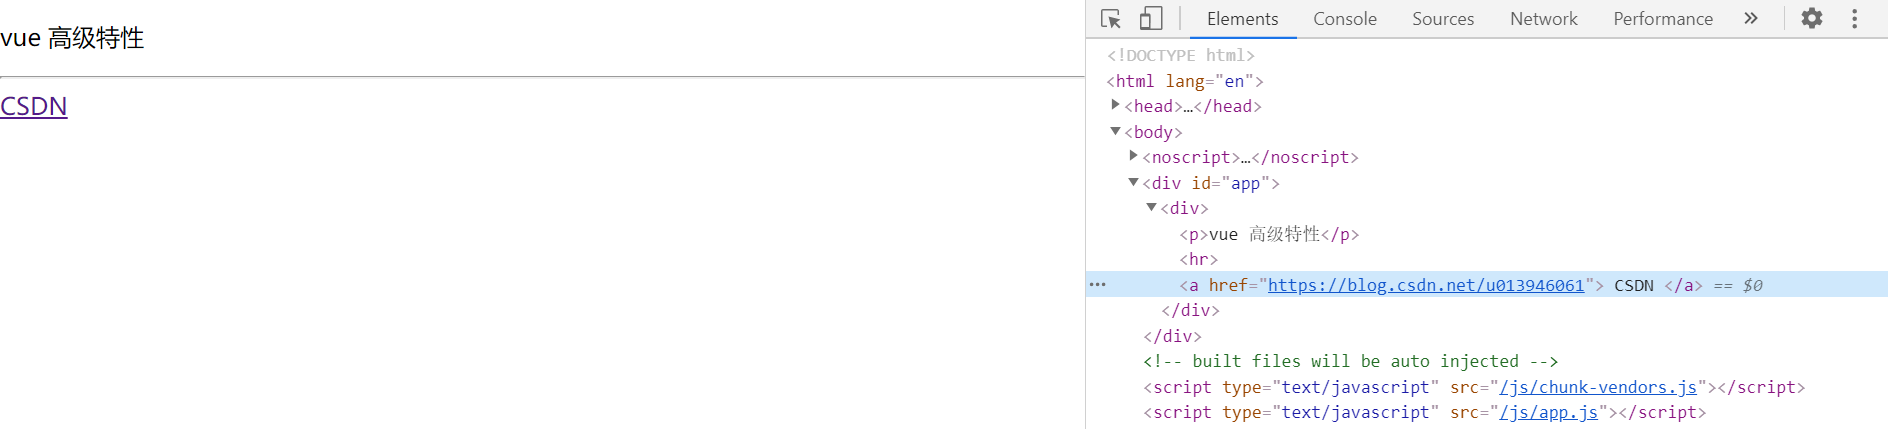 vue 高级特性
CSDN
Elements Console Sources Network Performance »
<!DOCTYPE html>
<html lang="en">
<head>…</head>
<body>
<noscript>…</noscript>
<div id="app">
<div>
<p>vue 高级特性</p>
<hr>
<a href="https://blog.csdn.net/u013946061"> CSDN </a> == $0
</div>
</div>
<!-- built files will be auto injected -->
<script type="text/javascript" src="/js/chunk-vendors.js"></script>
<script type="text/javascript" src="/js/app.js"></script>